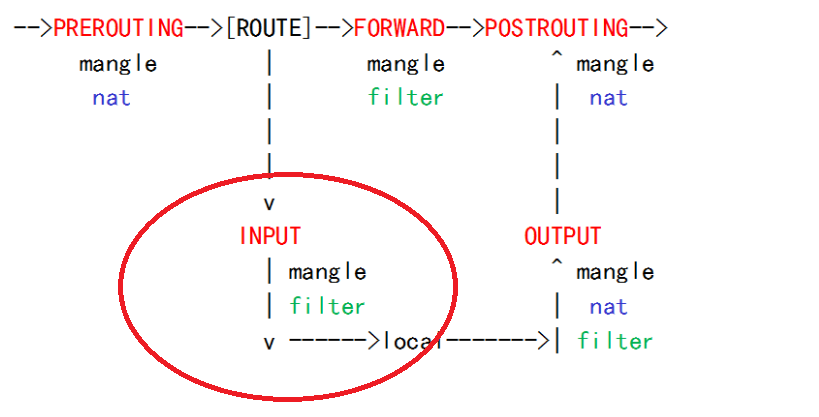 -->PREROUTING-->[ROUTE]-->FORWARD-->POSTROUTING-->
mangle | mangle ^ mangle
nat | filter | nat
| |
| |
v |
INPUT OUTPUT
| mangle ^ mangle
| filter | nat
v ------>local------->| filter